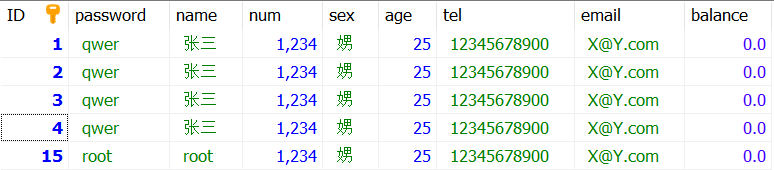 ID password name num sex age tel email balance
1 qwer 张三 1,234 娚 25 12345678900 X@Y.com 0.0
2 qwer 张三 1,234 娚 25 12345678900 X@Y.com 0.0
3 qwer 张三 1,234 娚 25 12345678900 X@Y.com 0.0
4 qwer 张三 1,234 娚 25 12345678900 X@Y.com 0.0
15 root root 1,234 娚 25 12345678900 X@Y.com 0.0